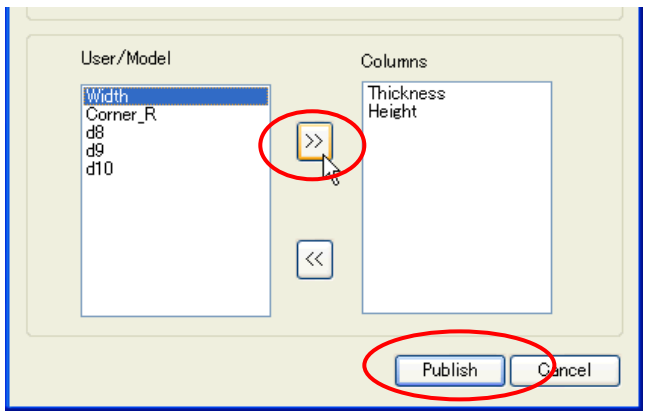 User/Model
Width
Corner_R
d8
d9
d10
>>
<<
Columns
Thickness
Height
Publish
Cancel